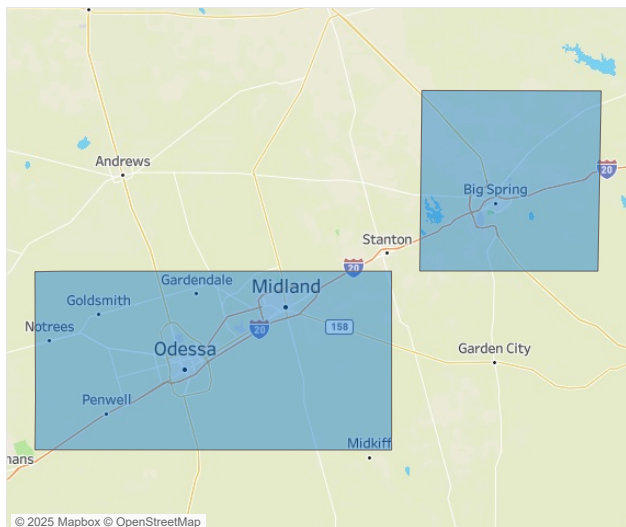 Andrews
20
Big Spring
Stanton
20
Gardendale
Midland
Goldsmith
Notrees
20
158
Odessa
Garden City
Penwell
Midkiff
mans
© 2025 Mapbox © OpenStreetMap